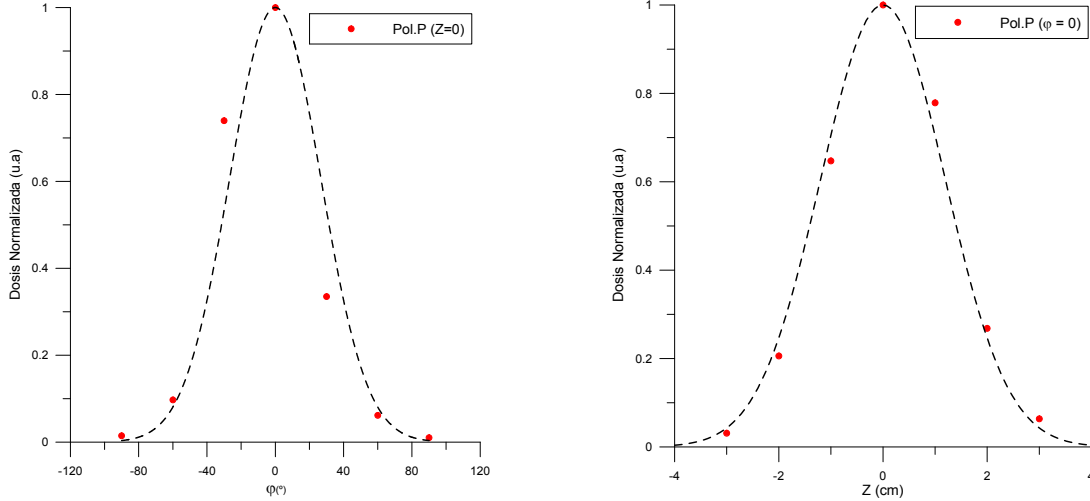 Pol.P (Z=0)
Dosis Normalizada (u.a)
1
0.8
0.6
0.4
0.2
0
-120 -80 -40 0 40 80 120
φ(º)
Pol.P (φ = 0)
Dosis Normalizada (u.a)
1
0.8
0.6
0.4
0.2
0
-4 -2 0 2 4
Z (cm)